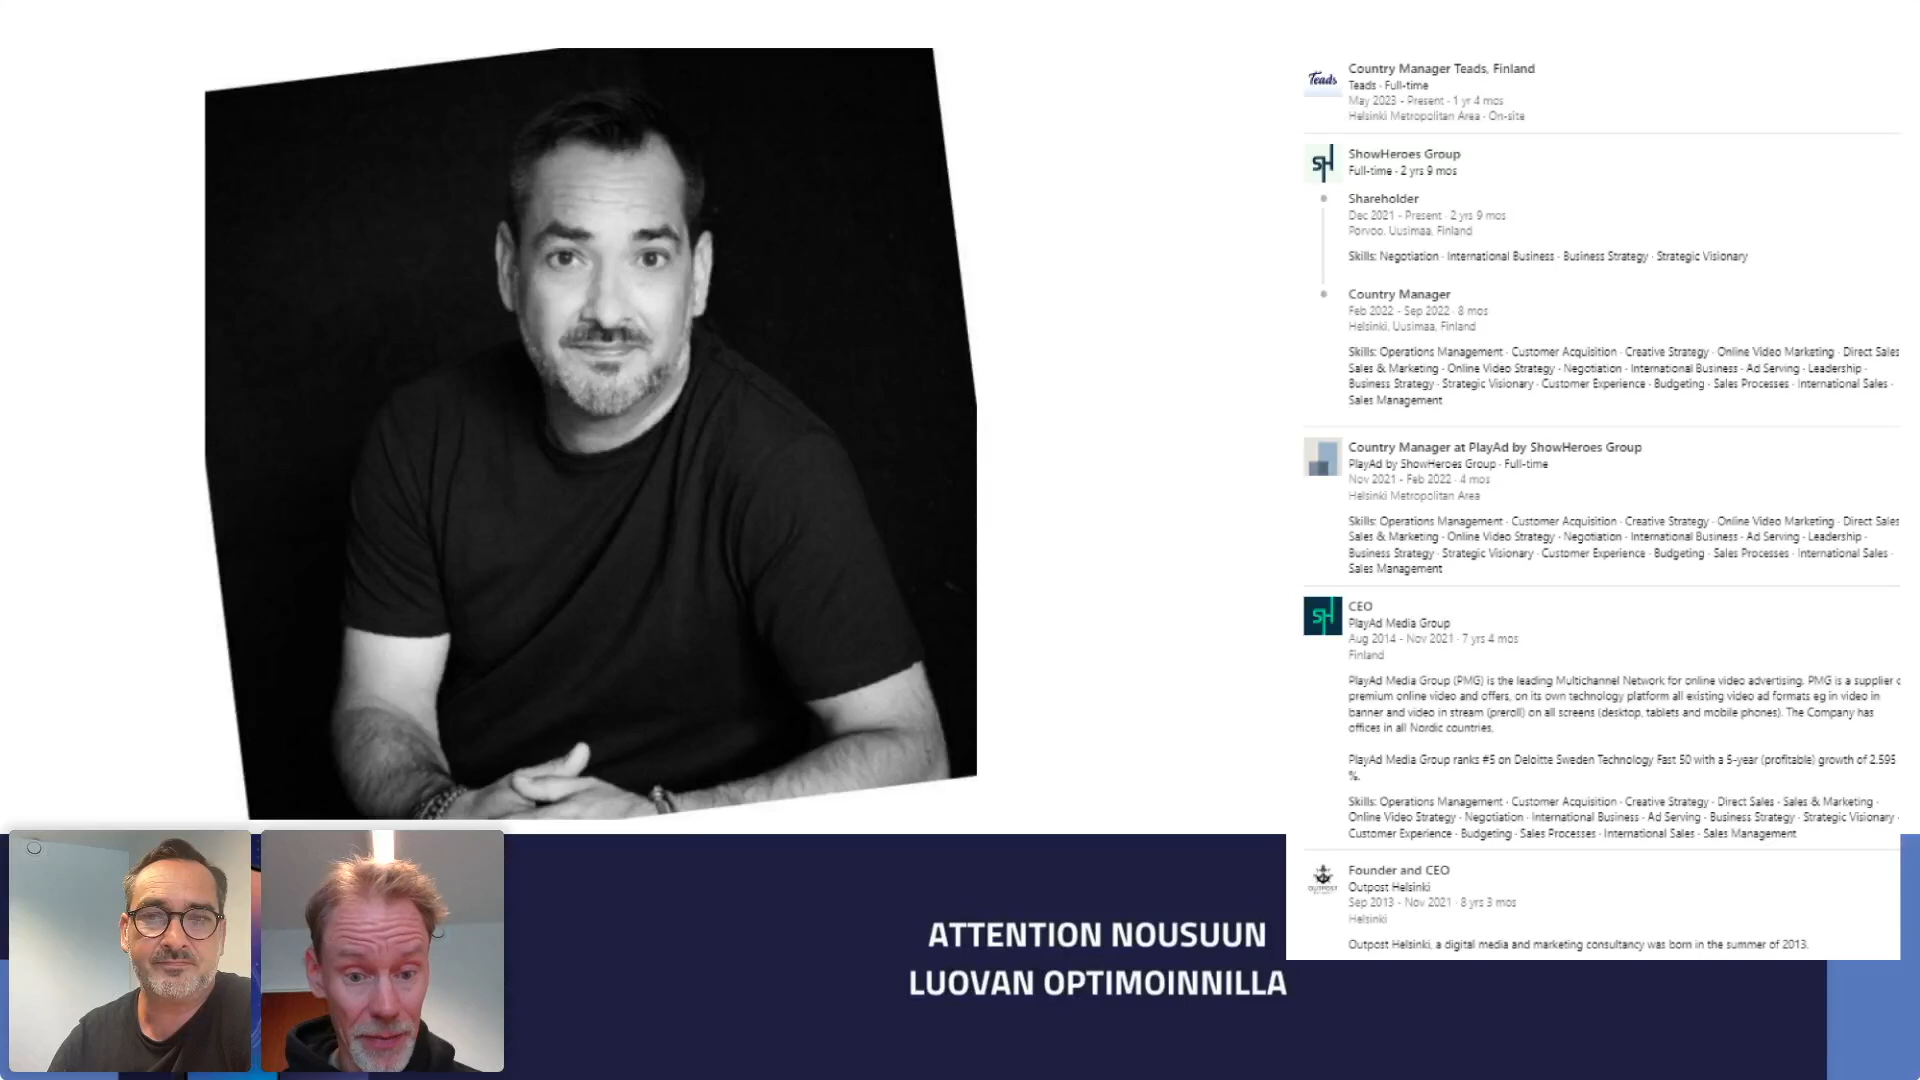 Teads
Country Manager Teads, Finland
Teads · Full-time
May 2023 - Present · 1 yr 4 mos
Helsinki Metropolitan Area · On-site
SH
ShowHeroes Group
Full-time · 2 yrs 9 mos
Shareholder
Dec 2021 - Present · 2 yrs 9 mos
Porvoo, Uusimaa, Finland
Skills: Negotiation · International Business · Business Strategy · Strategic Visionary
Country Manager
Feb 2022 - Sep 2022 · 8 mos
Helsinki, Uusimaa, Finland
Skills: Operations Management · Customer Acquisition · Creative Strategy · Online Video Marketing · Direct Sales
Sales & Marketing · Online Video Strategy · Negotiation · International Business · Ad Serving · Leadership ·
Business Strategy · Strategic Visionary · Customer Experience · Budgeting · Sales Processes · International Sales ·
Sales Management
Country Manager at PlayAd by ShowHeroes Group
PlayAd by ShowHeroes Group · Full-time
Nov 2021 - Feb 2022 · 4 mos
Helsinki Metropolitan Area
Skills: Operations Management · Customer Acquisition · Creative Strategy · Online Video Marketing · Direct Sales
Sales & Marketing · Online Video Strategy · Negotiation · International Business · Ad Serving · Leadership ·
Business Strategy · Strategic Visionary · Customer Experience · Budgeting · Sales Processes · International Sales ·
Sales Management
SH
CEO
PlayAd Media Group
Aug 2014 - Nov 2021 · 7 yrs 4 mos
Finland
PlayAd Media Group (PMG) is the leading Multichannel Network for online video advertising. PMG is a supplier
premium online video and offers, on its own technology platform all existing video ad formats eg in video in
banner and video in stream (preroll) on all screens (desktop, tablets and mobile phones). The Company has
offices in all Nordic countries.
PlayAd Media Group ranks #5 on Deloitte Sweden Technology Fast 50 with a 5-year (profitable) growth of 2.595
%.
Skills: Operations Management · Customer Acquisition · Creative Strategy · Direct Sales · Sales & Marketing ·
Online Video Strategy · Negotiation · International Business · Ad Serving · Business Strategy · Strategic Visionary ·
Customer Experience · Budgeting · Sales Processes · International Sales · Sales Management
OUTPOST
Founder and CEO
Outpost Helsinki
Sep 2013 - Nov 2021 · 8 yrs 3 mos
Helsinki
Outpost Helsinki, a digital media and marketing consultancy was born in the summer of 2013.
ATTENTION NOUSUUN
LUOVAN OPTIMOINNILLA